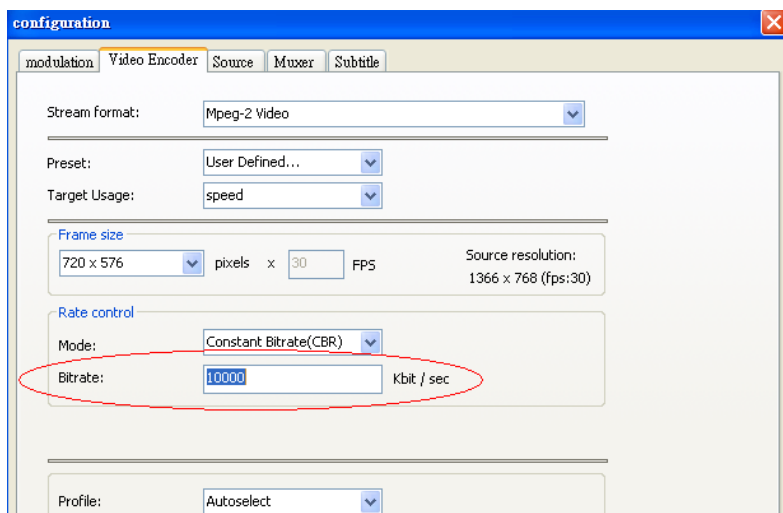 configuration
modulation Video Encoder Source Muxer Subtitle
Stream format: Mpeg-2 Video
Preset: User Defined...
Target Usage: speed
Frame size
720 x 576 pixels x 30 FPS Source resolution:
1366 x 768 (fps:30)
Rate control
Mode: Constant Bitrate(CBR)
Bitrate: 10000 Kbit / sec
Profile: Autoselect